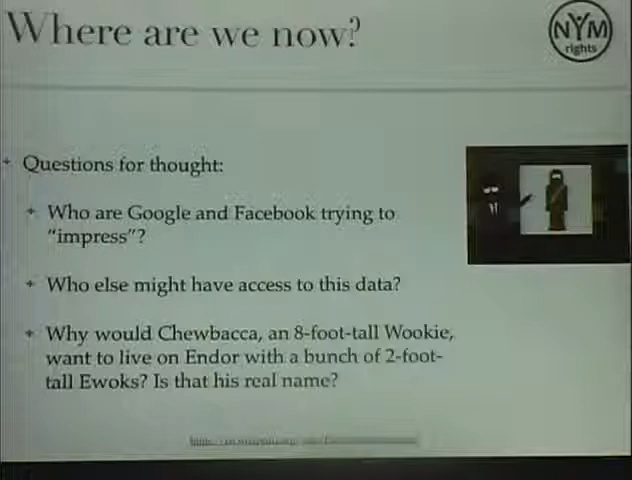 Where are we now?
NYM
rights
Questions for thought:
Who are Google and Facebook trying to
"impress"?
Who else might have access to this data?
Why would Chewbacca, an 8-foot-tall Wookie,
want to live on Endor with a bunch of 2-foot-
tall Ewoks? Is that his real name?